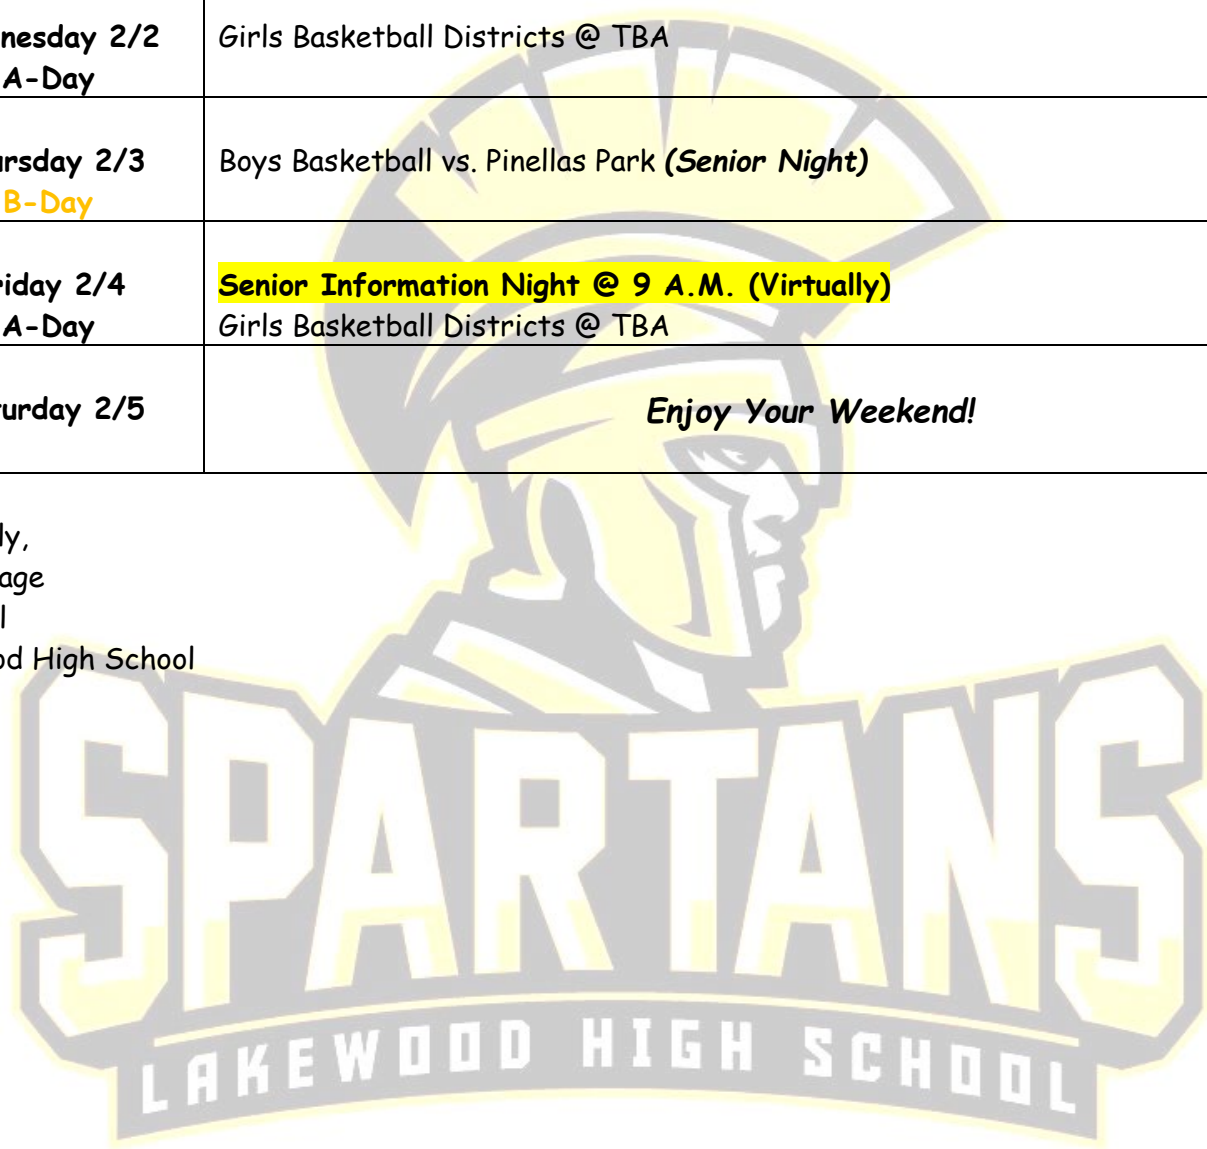 nesday 2/2
Girls Basketball Districts @ TBA
A-Day
ursday 2/3
Boys Basketball vs. Pinellas Park (Senior Night)
B-Day
riday 2/4
Senior Information Night @ 9 A.M. (Virtually)
A-Day
Girls Basketball Districts @ TBA
turday 2/5
Enjoy Your Weekend!
ly,
age
l
od High School
SPARTANS
LAKEWOOD HIGH SCHOOL